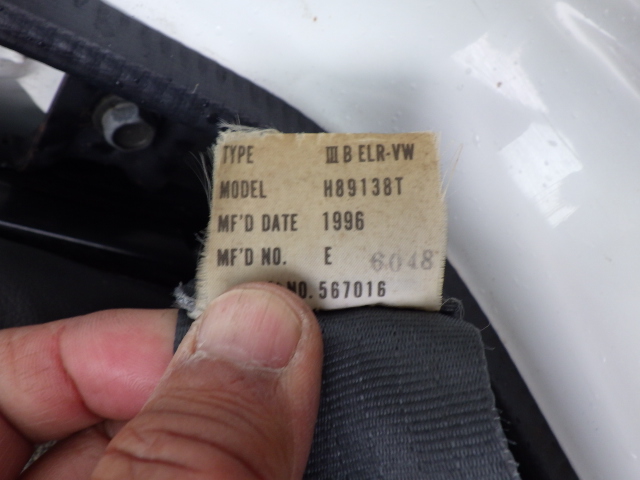 TYPE III B ELR-VW
MODEL H89138T
MF'D DATE 1996
MF'D NO. E 6048
NO. 567016